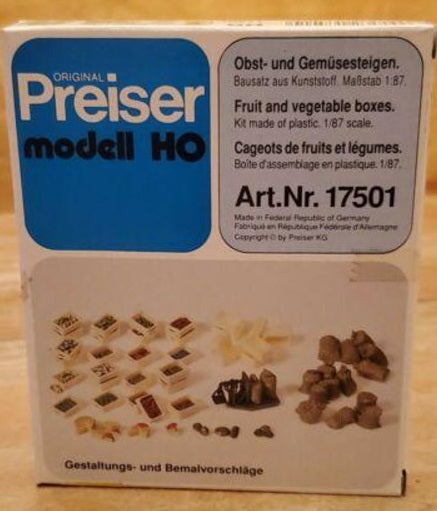 ORIGINAL
Preiser
modell HO
Obst- und Gemüsesteigen.
Bausatz aus Kunststoff. Maßstab 1:87.
Fruit and vegetable boxes.
Kit made of plastic. 1/87 scale.
Cageots de fruits et légumes.
Boîte d'assemblage en plastique. 1/87.
Art.Nr. 17501
Made in Federal Republic of Germany
Fabriqué en République Fédérale d'Allemagne
Copyright © by Preiser KG
Gestaltungs- und Bemalvorschläge